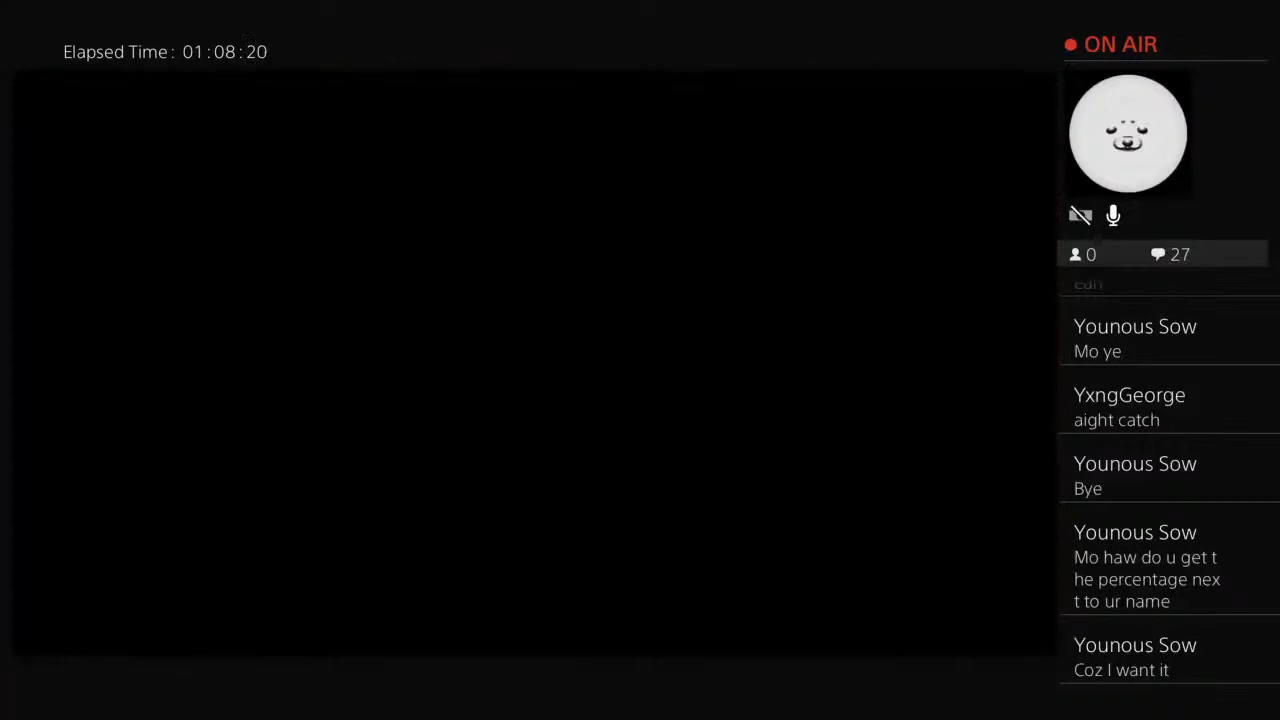 Elapsed Time: 01:08:20
ON AIR
0 27
Younous Sow
Mo ye
YxngGeorge
aight catch
Younous Sow
Bye
Younous Sow
Mo haw do u get t
he percentage nex
t to ur name
Younous Sow
Coz I want it